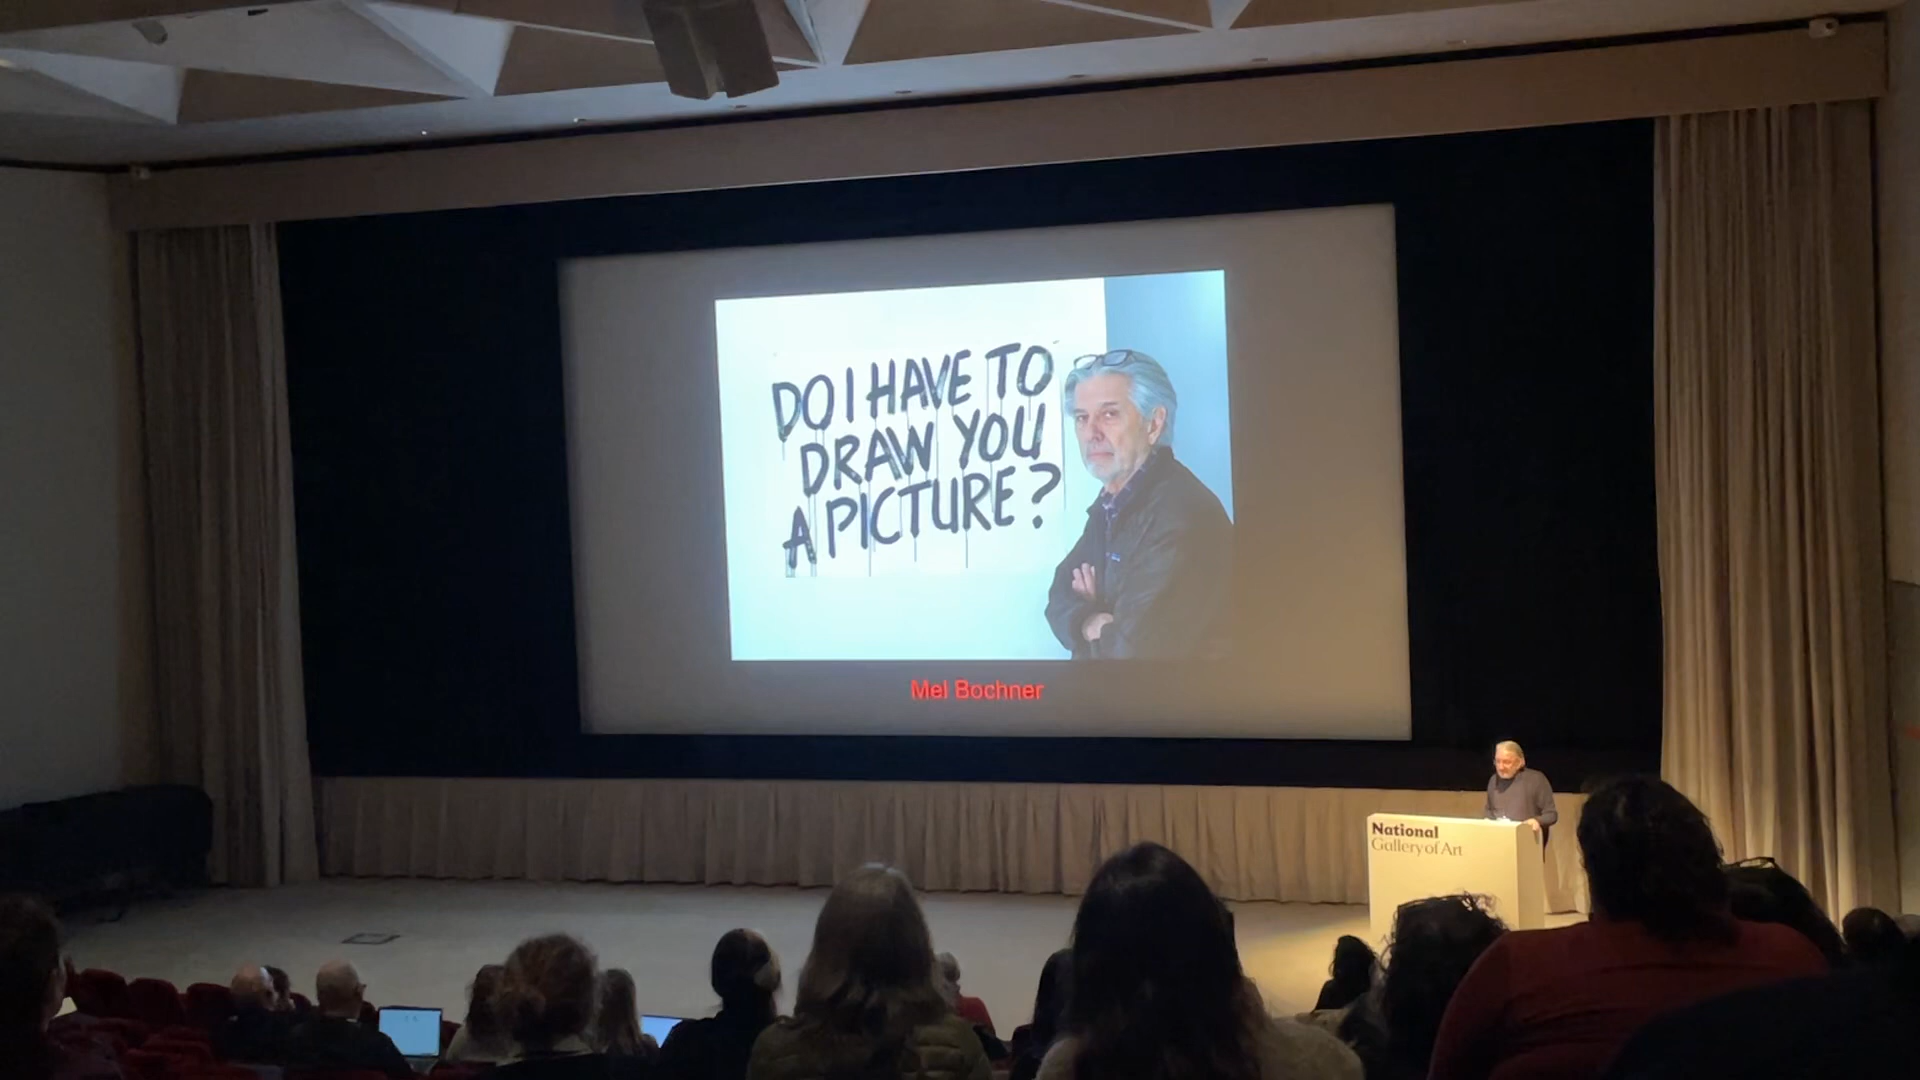 DO I HAVE TO
DRAW YOU
A PICTURE?
Mel Bochner
National
Gallery of Art